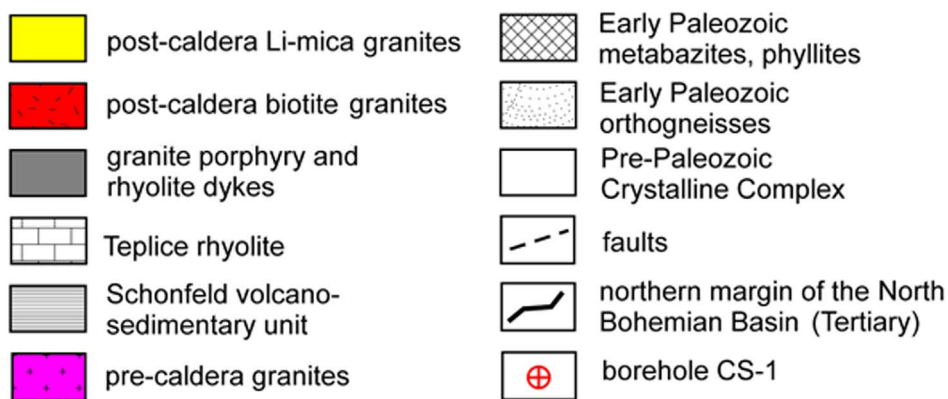 post-caldera Li-mica granites
post-caldera biotite granites
granite porphyry and
rhyolite dykes
Teplice rhyolite
Schonfeld volcano-
sedimentary unit
pre-caldera granites
Early Paleozoic
metabazites, phyllites
Early Paleozoic
orthogneisses
Pre-Paleozoic
Crystalline Complex
faults
northern margin of the North
Bohemian Basin (Tertiary)
borehole CS-1